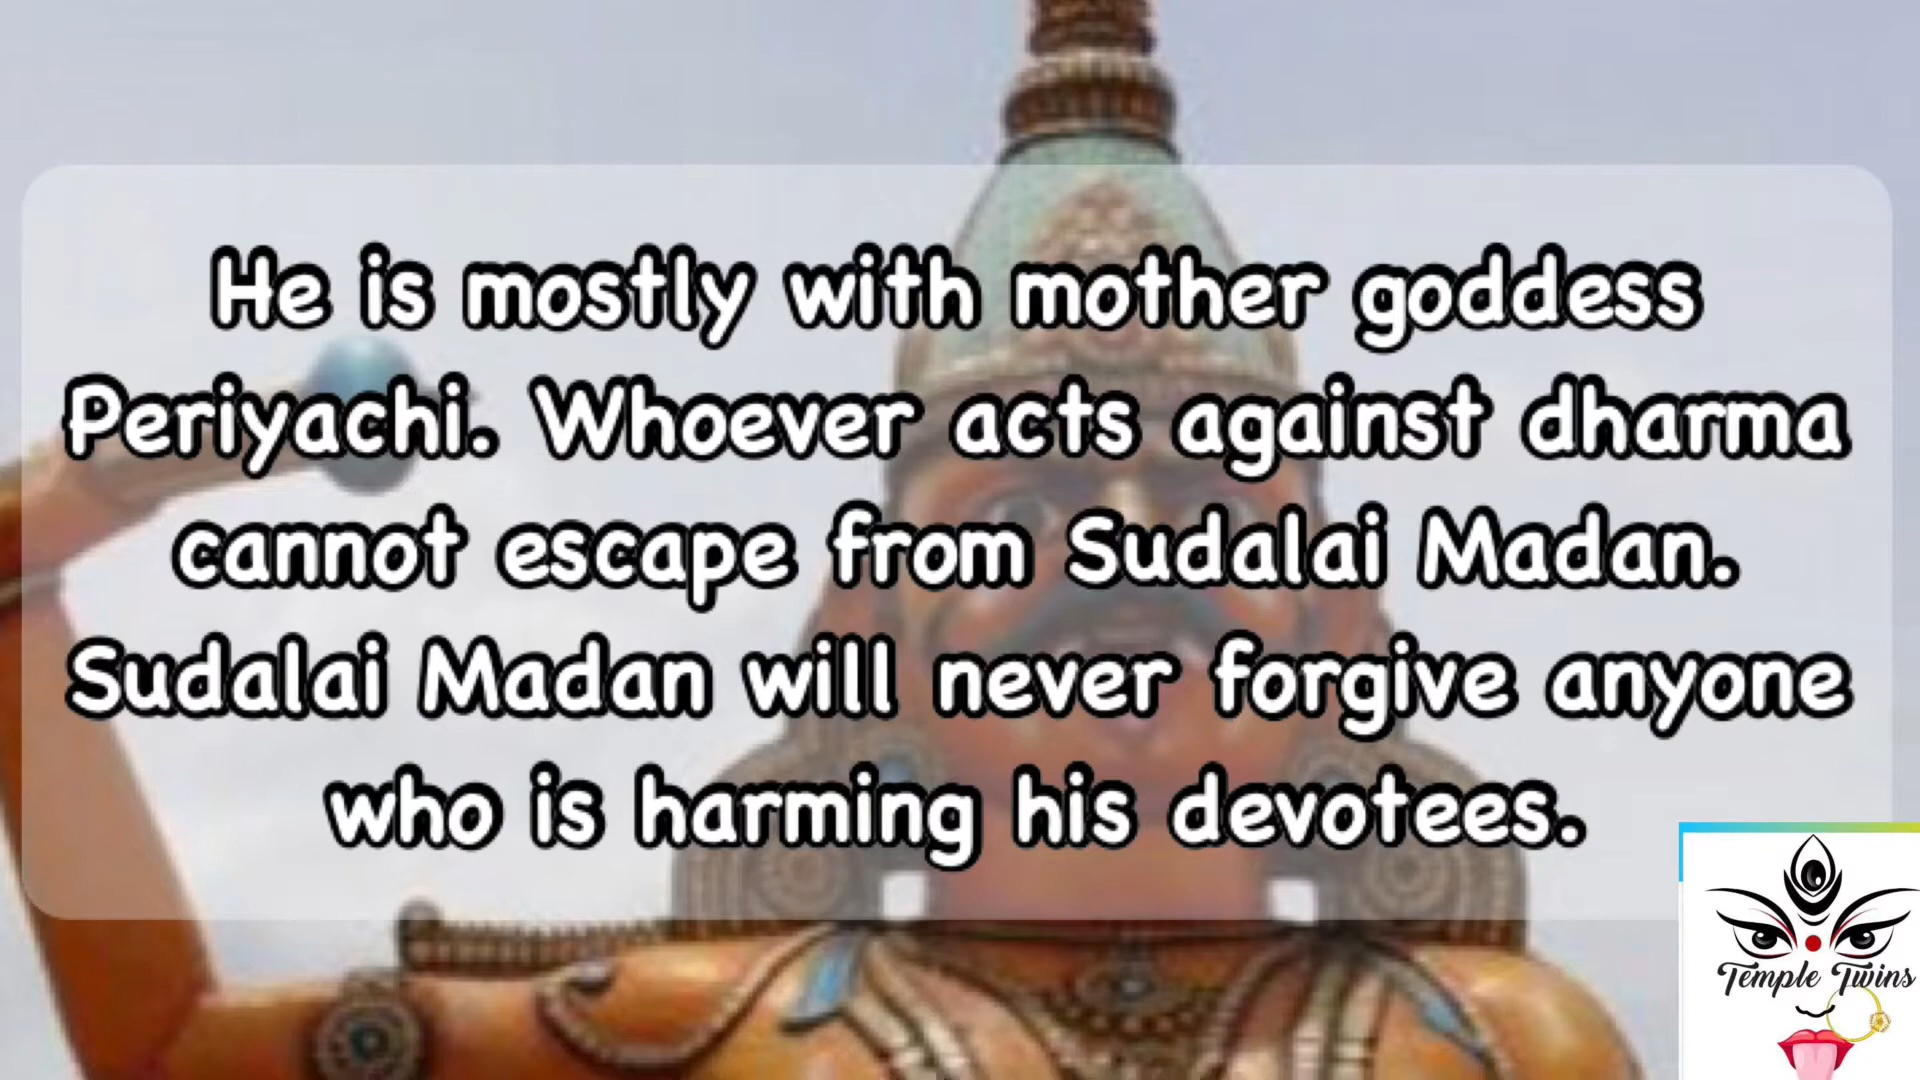 He is mostly with mother goddess
Periyachi. Whoever acts against dharma
cannot escape from Sudalai Madan.
Sudalai Madan will never forgive anyone
who is harming his devotees.
Temple Twins